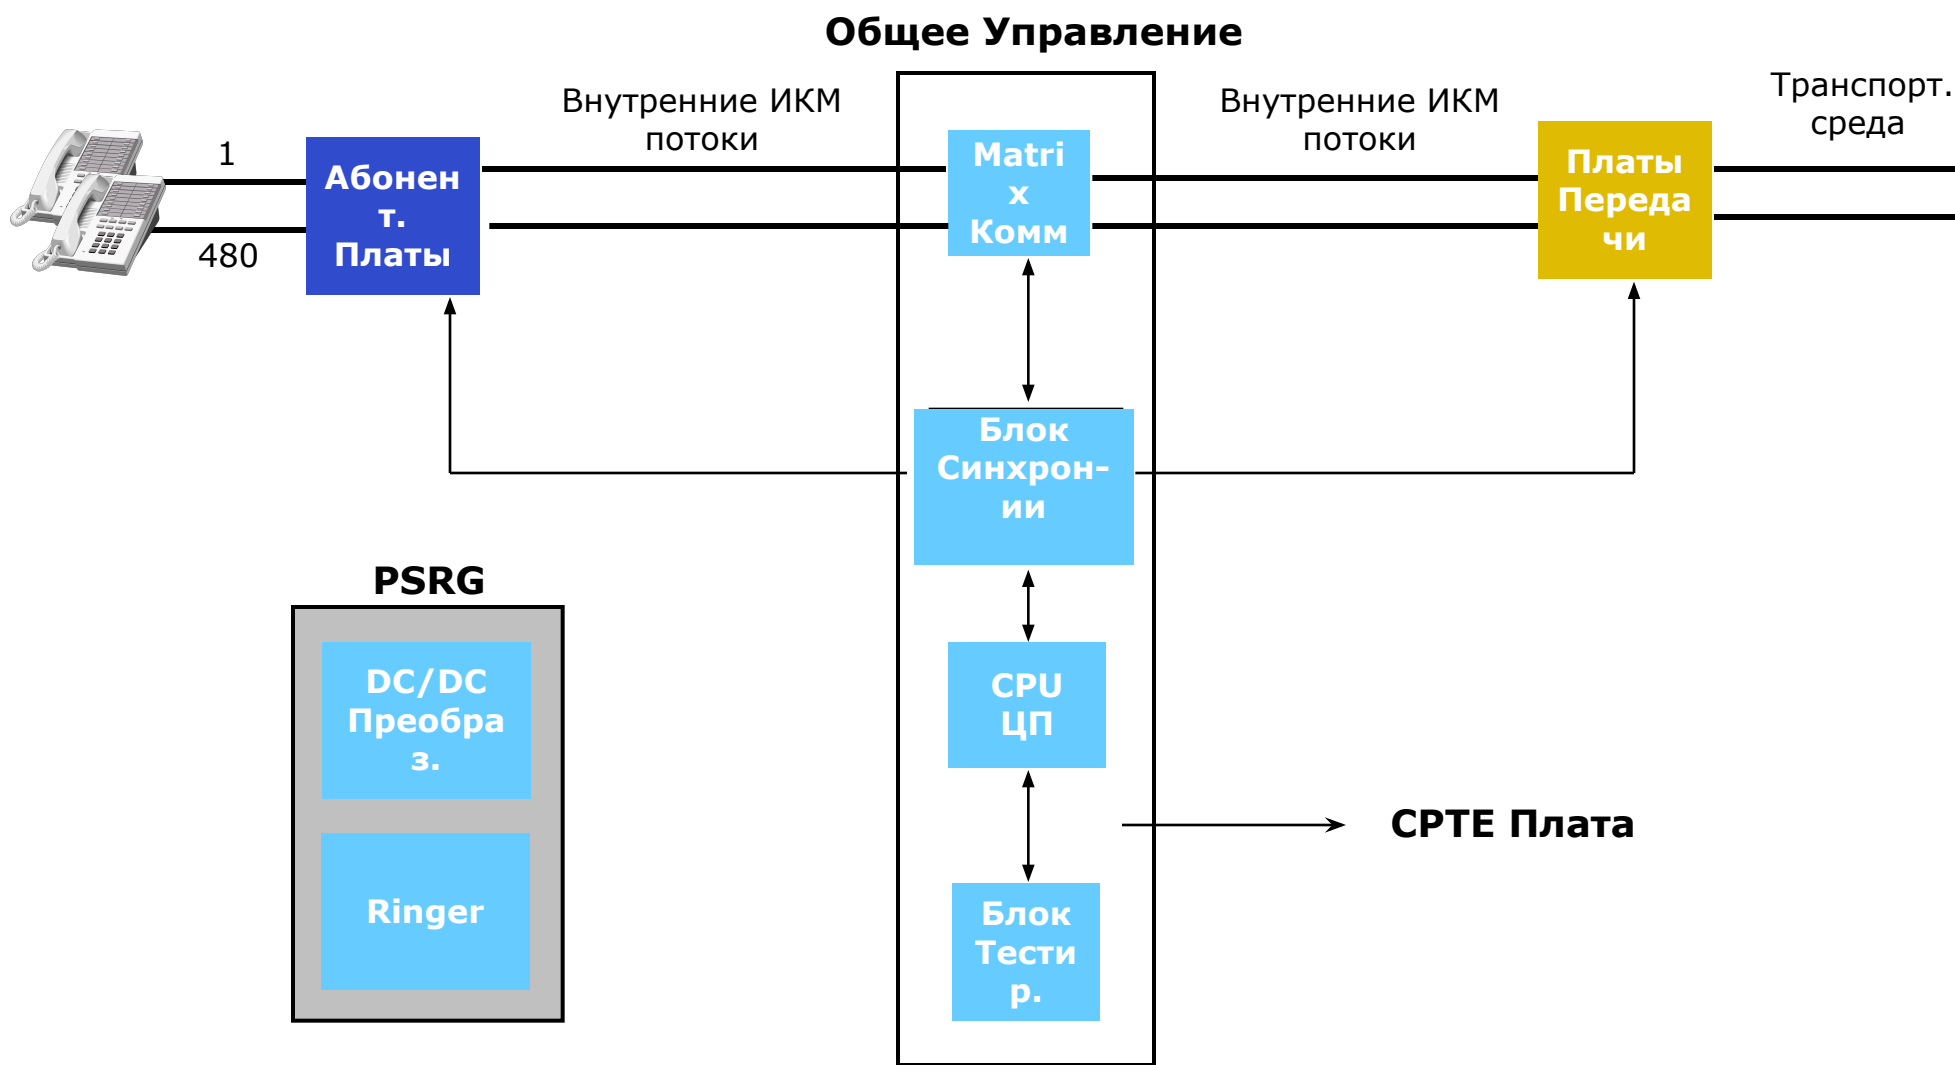 Общее Управление
Внутренние ИКМ
потоки
Внутренние ИКМ
потоки
Транспорт.
среда
1
480
Абонен
т.
Платы
Matri
x
Комм
Платы
Переда
чи
Блок
Синхрон-
ии
PSRG
DC/DC
Преобра
з.
Ringer
CPU
ЦП
CPTE Плата
Блок
Тести
р.